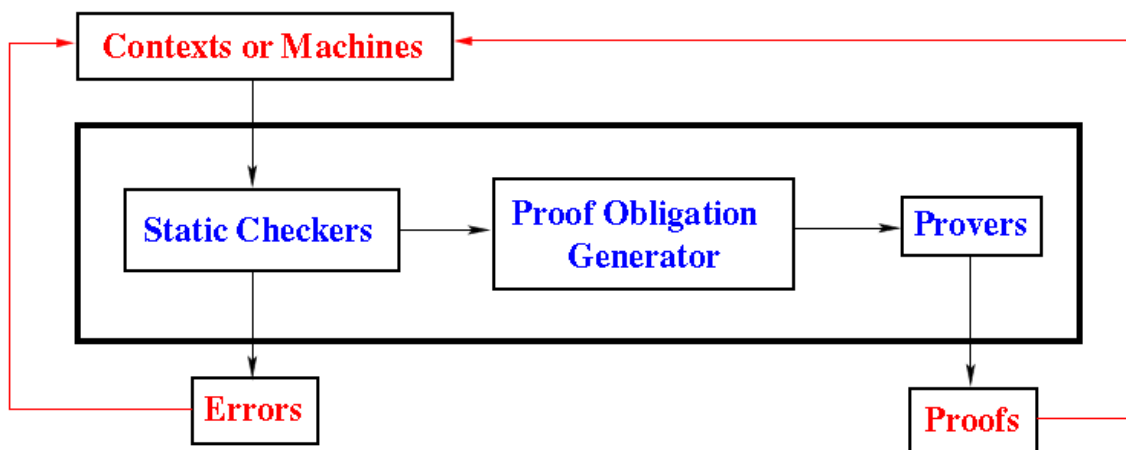 Contexts or Machines
Static Checkers
Proof Obligation
Generator
Provers
Errors
Proofs